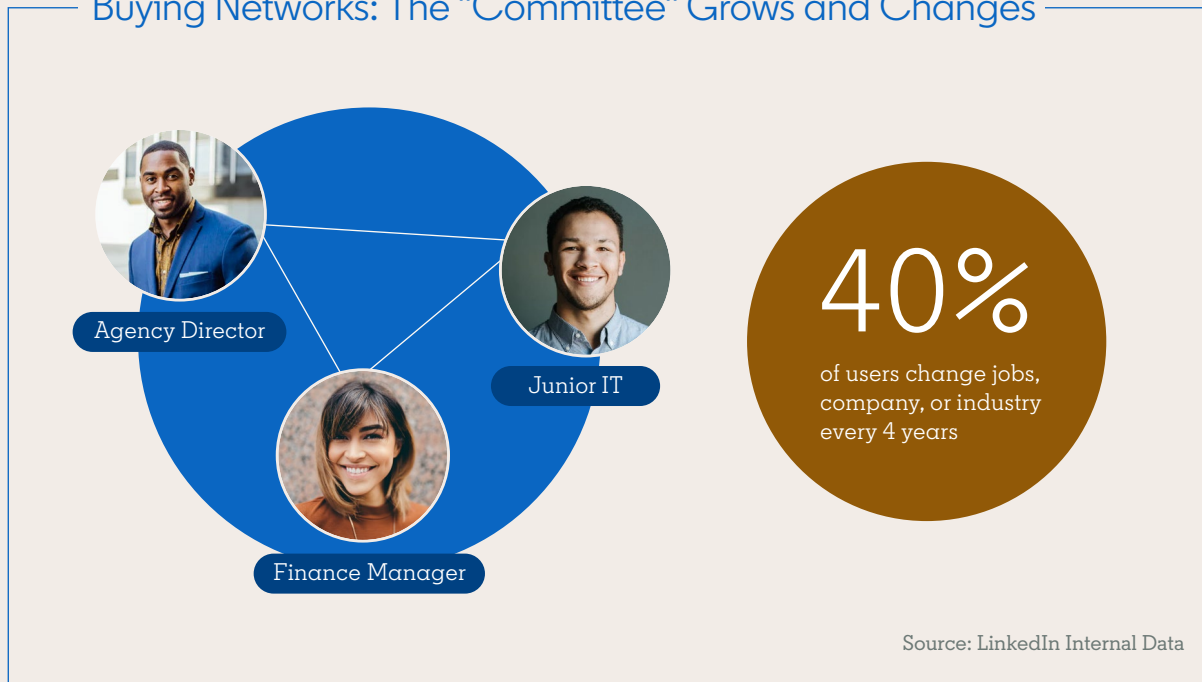 Buying Networks: The "Committee" Grows and Changes
Agency Director
Junior IT
Finance Manager
40%
of users change jobs,
company, or industry
every 4 years
Source: LinkedIn Internal Data